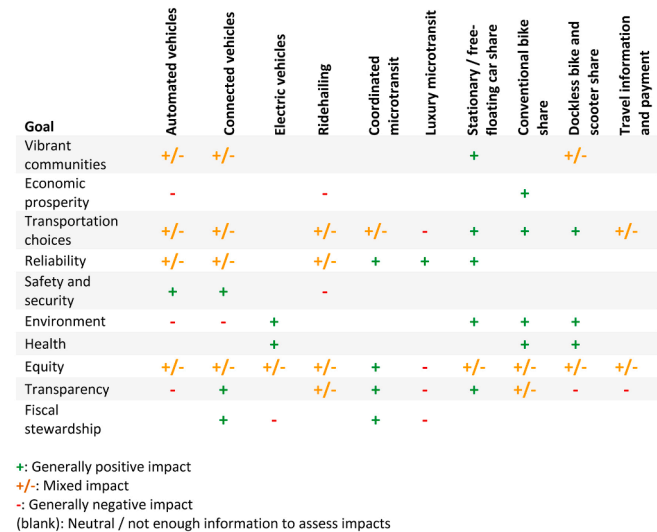 Goal
Automated vehicles
Connected vehicles
Electric vehicles
Ridehailing
Coordinated
microtransit
Luxury microtransit
Stationary / free-
floating car share
Conventional bike
share
Dockless bike and
scooter share
Travel information
and payment
Vibrant
communities
+/- +/- + +/-
Economic
prosperity
- - +
Transportation
choices
+/- +/- +/- +/- - + + + +/-
Reliability +/- +/- +/- + + +
Safety and
security
+ + -
Environment - - + + + +
Health + + +
Equity +/- +/- +/- +/- + - +/- +/- +/- +/-
Transparency - + +/- + - + +/- - -
Fiscal
stewardship
+ - + -
+: Generally positive impact
+/-: Mixed impact
-: Generally negative impact
(blank): Neutral / not enough information to assess impacts